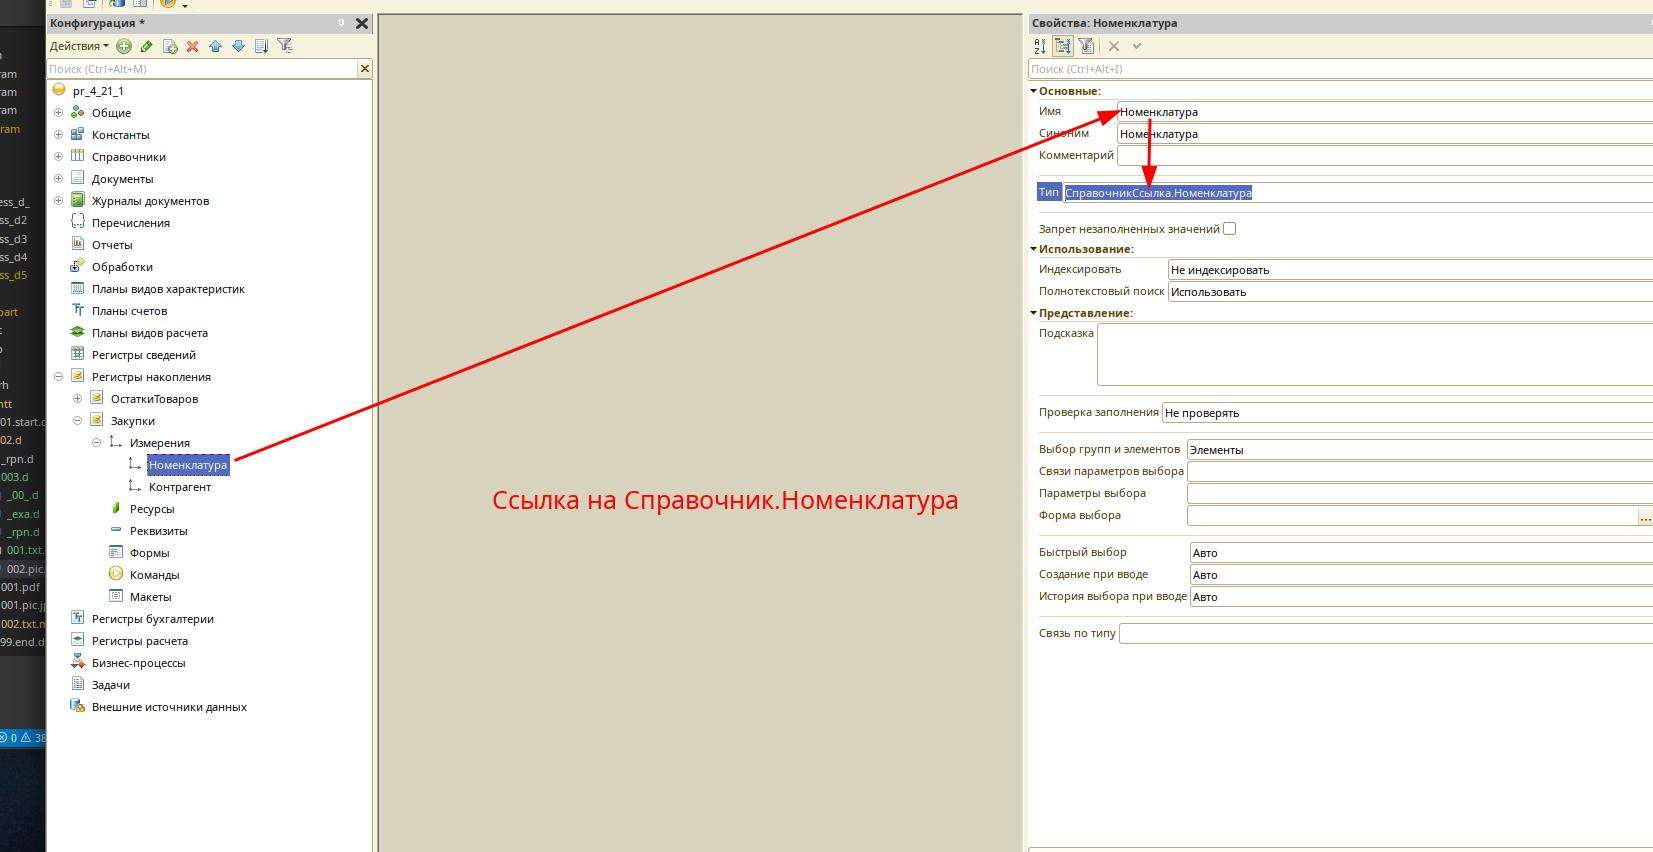 Конфигурация *
Действия
Поиск (Ctrl+Alt+M)
pr_4_21_1
Общие
Константы
Справочники
Документы
Журналы документов
Перечисления
Отчеты
Обработки
Планы видов характеристик
Планы счетов
Планы видов расчета
Регистры сведений
Регистры накопления
ОстаткиТоваров
Закупки
Измерения
Номенклатура
Контрагент
Ресурсы
Реквизиты
Формы
Команды
Макеты
Регистры бухгалтерии
Регистры расчета
Бизнес-процессы
Задачи
Внешние источники данных
Ссылка на Справочник.Номенклатура
Свойства: Номенклатура
Поиск (Ctrl+Alt+I)
Основные:
Имя Номенклатура
Синоним Номенклатура
Комментарий
Тип СправочникСсылка.Номенклатура
Запрет незаполненных значений
Использование:
Индексировать Не индексировать
Полнотекстовый поиск Использовать
Представление:
Подсказка
Проверка заполнения Не проверять
Выбор групп и элементов Элементы
Связи параметров выбора
Параметры выбора
Форма выбора ...
Быстрый выбор Авто
Создание при вводе Авто
История выбора при вводе Авто
Связь по типу
ram
ram
ram
ram
ess_d_
ss_d2
ss_d3
ss_d4
ss_d5
part
rh
ntt
01.start.d
02.d
_rpn.d
003.d
_00_.d
_exa.d
_rpn.d
001.txt.
002.pic.
001.pdf
001.pic.j
002.txt.n
99.end.d
0 38